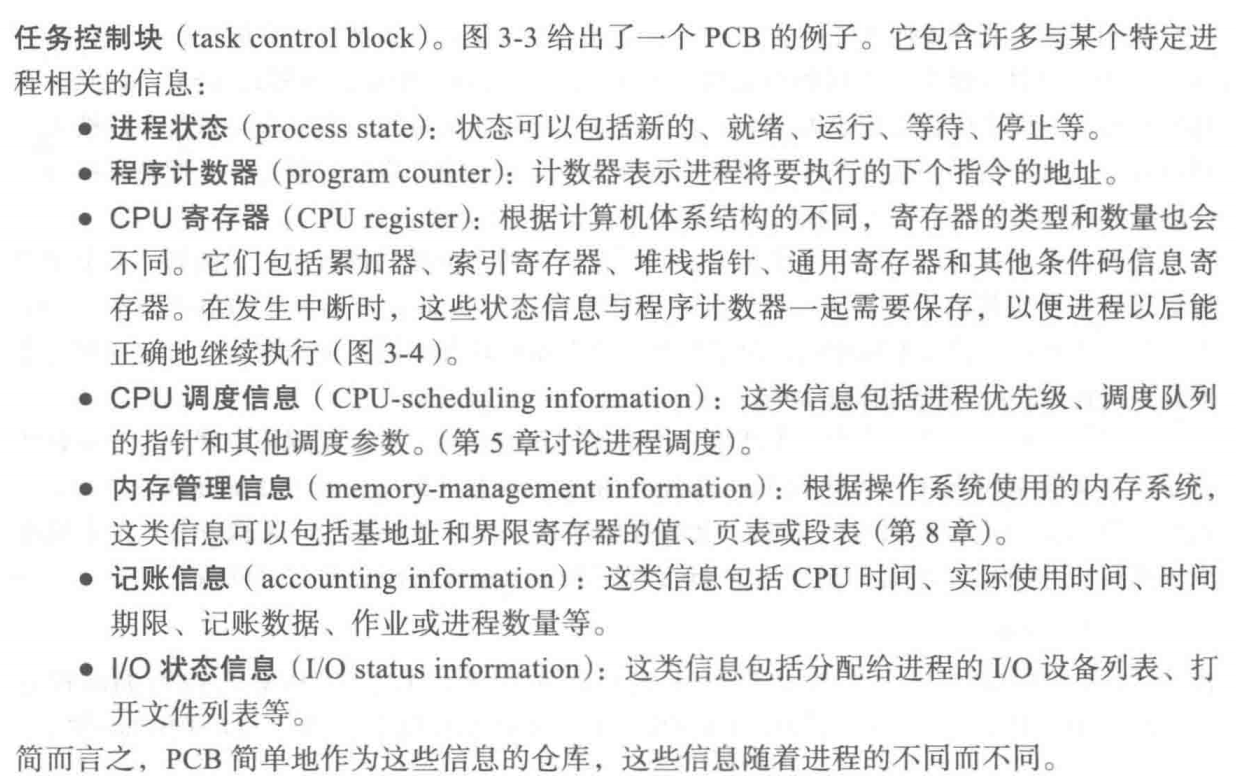 任务控制块（task control block）。图 3-3 给出了一个 PCB 的例子。它包含许多与某个特定进
程相关的信息：
● 进程状态（process state）：状态可以包括新的、就绪、运行、等待、停止等。
● 程序计数器（program counter）：计数器表示进程将要执行的下个指令的地址。
● CPU 寄存器（CPU register）：根据计算机体系结构的不同，寄存器的类型和数量也会
不同。它们包括累加器、索引寄存器、堆栈指针、通用寄存器和其他条件码信息寄
存器。在发生中断时，这些状态信息与程序计数器一起需要保存，以便进程以后能
正确地继续执行（图 3-4）。
● CPU 调度信息（CPU-scheduling information）：这类信息包括进程优先级、调度队列
的指针和其他调度参数。（第 5 章讨论进程调度）。
● 内存管理信息（memory-management information）：根据操作系统使用的内存系统，
这类信息可以包括基地址和界限寄存器的值、页表或段表（第 8 章）。
● 记账信息（accounting information）：这类信息包括 CPU 时间、实际使用时间、时间
期限、记账数据、作业或进程数量等。
● I/O 状态信息（I/O status information）：这类信息包括分配给进程的 I/O 设备列表、打
开文件列表等。
简而言之，PCB 简单地作为这些信息的仓库，这些信息随着进程的不同而不同。